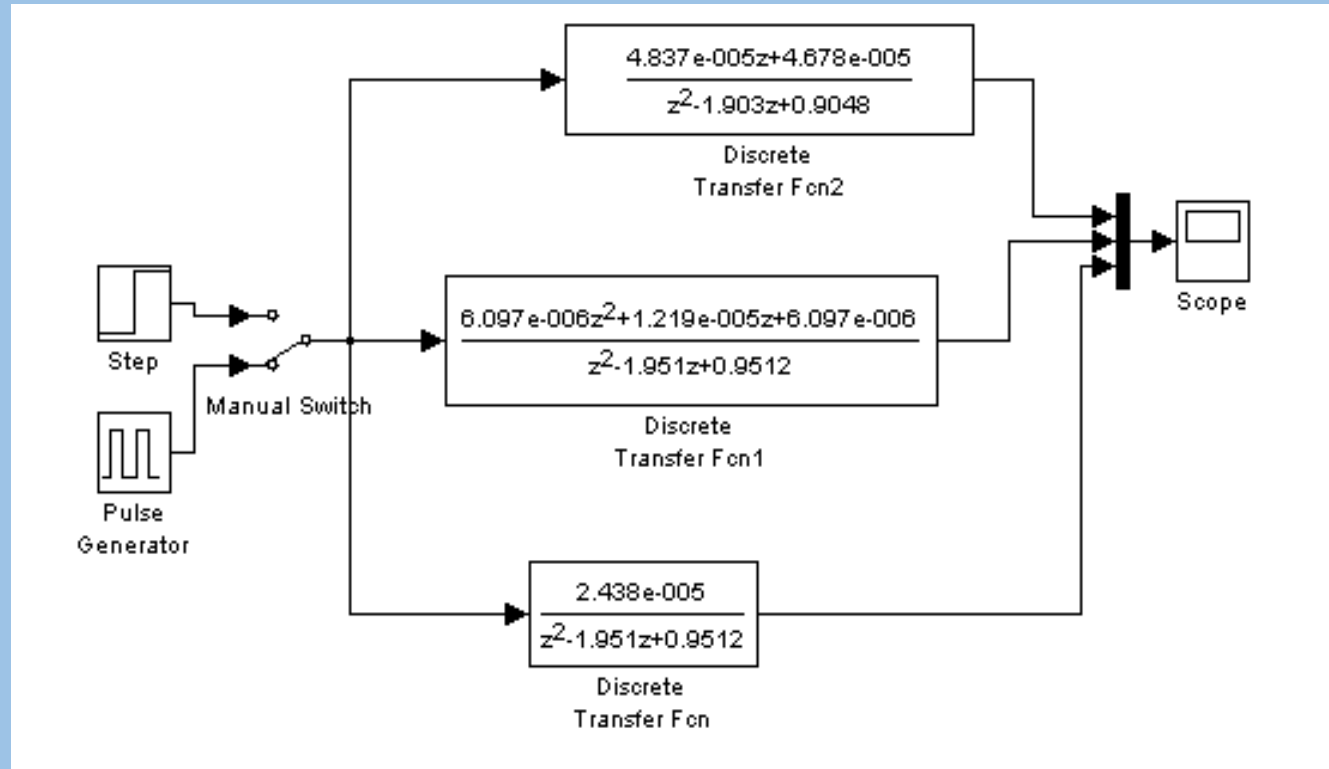 4.837e-005z+4.678e-005
z²-1.903z+0.9048
Discrete
Transfer Fcn2
Scope
6.097e-006z²+1.219e-005z+6.097e-006
z²-1.951z+0.9512
Step
Manual Switch
Discrete
Transfer Fcn1
Pulse
Generator
2.438e-005
z²-1.951z+0.9512
Discrete
Transfer Fcn